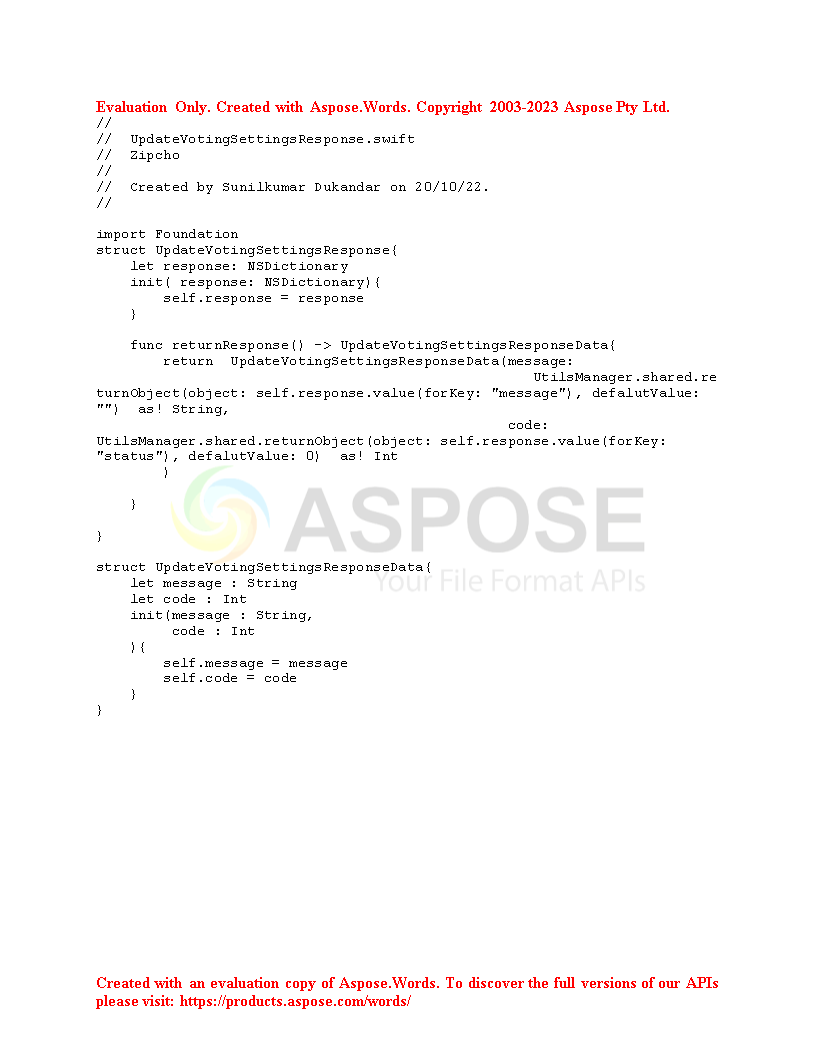 Evaluation Only. Created with Aspose.Words. Copyright 2003-2023 Aspose Pty Ltd.
//
//  UpdateVotingSettingsResponse.swift
//  Zipcho
//
//  Created by Sunilkumar Dukandar on 20/10/22.
//
import Foundation
struct UpdateVotingSettingsResponse{
    let response: NSDictionary
    init( response: NSDictionary){
        self.response = response
    }
    func returnResponse() -> UpdateVotingSettingsResponseData{
        return  UpdateVotingSettingsResponseData(message:
                                                    UtilsManager.shared.re
turnObject(object: self.response.value(forKey: "message"), defalutValue:
"")  as! String,
                                                 code:
UtilsManager.shared.returnObject(object: self.response.value(forKey:
"status"), defalutValue: 0)  as! Int
        )
    }
}
ASPOSE
Your File Format APIs
struct UpdateVotingSettingsResponseData{
    let message : String
    let code : Int
    init(message : String,
         code : Int
    ){
        self.message = message
        self.code = code
    }
}
Created with an evaluation copy of Aspose.Words. To discover the full versions of our APIs
please visit: https://products.aspose.com/words/